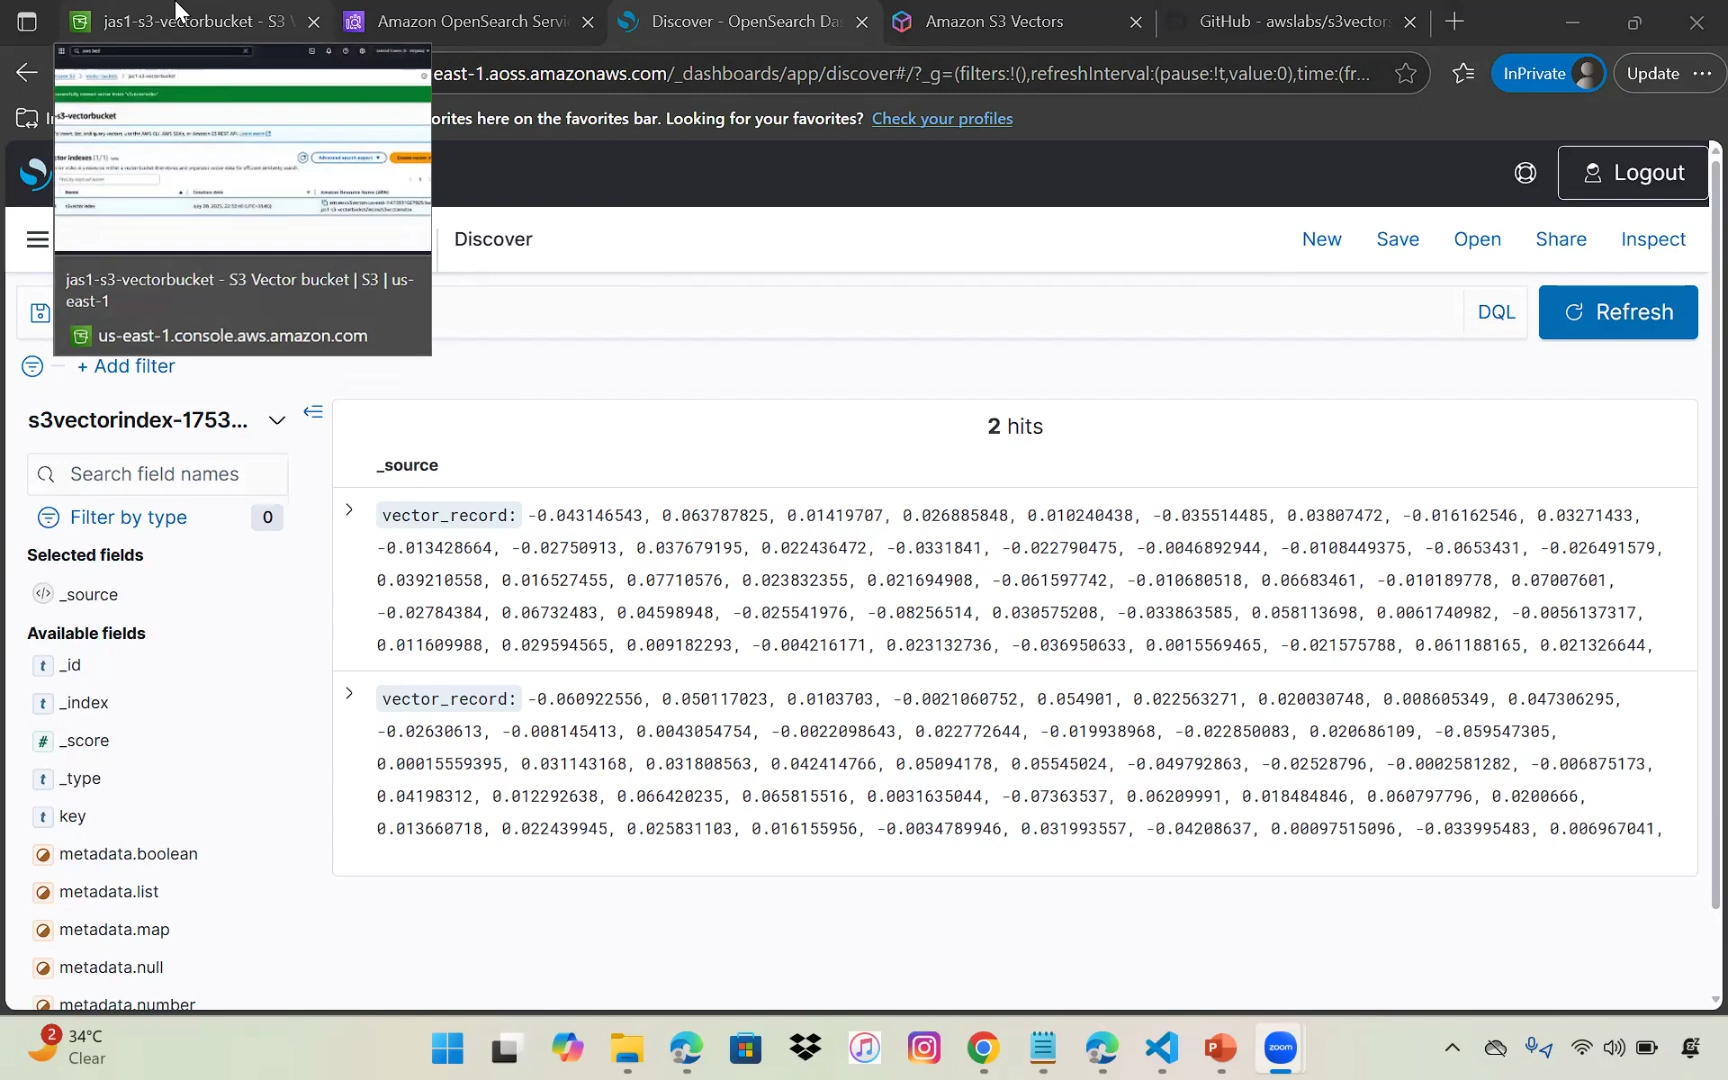 jas1-s3-vectorbucket - S3 V
Amazon OpenSearch Servi
Discover - OpenSearch Da
Amazon S3 Vectors
GitHub - awslabs/s3vectors
east-1.aoss.amazonaws.com/_dashboards/app/discover#/?_g=(filters:!(),refreshInterval:(pause:!t,value:0),time:(fr...
InPrivate
Update
orites here on the favorites bar. Looking for your favorites? Check your profiles
-s3-vectorbucket
jas1-s3-vectorbucket - S3 Vector bucket | S3 | us-
east-1
us-east-1.console.aws.amazon.com
Logout
Discover
New Save Open Share Inspect
DQL
Refresh
+ Add filter
s3vectorindex-1753...
Search field names
Filter by type 0
Selected fields
_source
Available fields
_id
_index
_score
_type
key
metadata.boolean
metadata.list
metadata.map
metadata.null
metadata.number
2 hits
_source
vector_record: -0.043146543, 0.063787825, 0.01419707, 0.026885848, 0.010240438, -0.035514485, 0.03807472, -0.016162546, 0.03271433,
-0.013428664, -0.02750913, 0.037679195, 0.022436472, -0.0331841, -0.022790475, -0.0046892944, -0.0108449375, -0.0653431, -0.026491579,
0.039210558, 0.016527455, 0.07710576, 0.023832355, 0.021694908, -0.061597742, -0.010680518, 0.06683461, -0.010189778, 0.07007601,
-0.02784384, 0.06732483, 0.04598948, -0.025541976, -0.08256514, 0.030575208, -0.033863585, 0.058113698, 0.0061740982, -0.0056137317,
0.011609988, 0.029594565, 0.009182293, -0.004216171, 0.023132736, -0.036950633, 0.0015569465, -0.021575788, 0.061188165, 0.021326644,
vector_record: -0.060922556, 0.050117023, 0.0103703, -0.0021060752, 0.054901, 0.022563271, 0.020030748, 0.008605349, 0.047306295,
-0.02630613, -0.008145413, 0.0043054754, -0.0022098643, 0.022772644, -0.019938968, -0.022850083, 0.020686109, -0.059547305,
0.00015559395, 0.031143168, 0.031808563, 0.042414766, 0.05094178, 0.05545024, -0.049792863, -0.02528796, -0.0002581282, -0.006875173,
0.04198312, 0.012292638, 0.066420235, 0.065815516, 0.0031635044, -0.07363537, 0.06209991, 0.018484846, 0.060797796, 0.0200666,
0.013660718, 0.022439945, 0.025831103, 0.016155956, -0.0034789946, 0.031993557, -0.04208637, 0.00097515096, -0.033995483, 0.006967041,
2
34°C
Clear
zoom